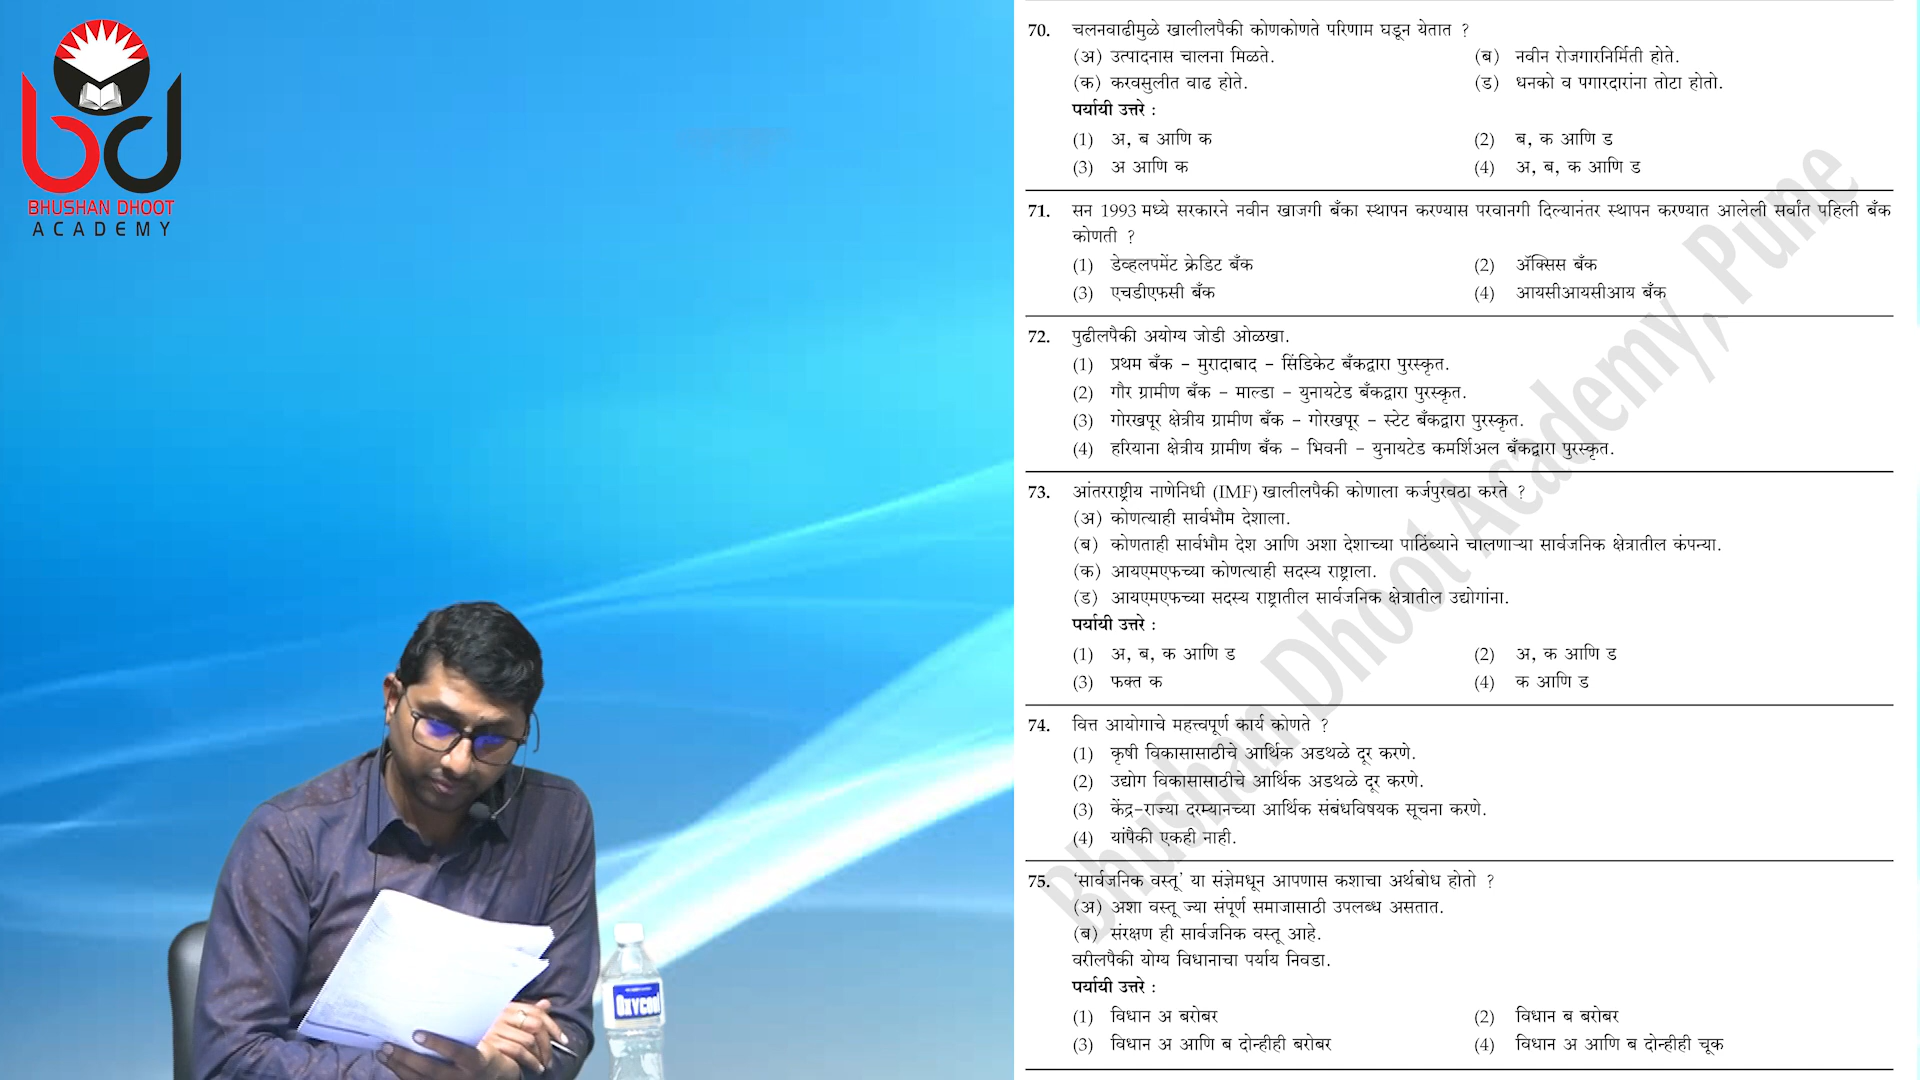 BHUSHAN DHOOT
ACADEMY
OXYCOOL
70. चलनवाढीमुळे खालीलपैकी कोणकोणते परिणाम घडून येतात ?
(अ) उत्पादनास चालना मिळते. (ब) नवीन रोजगारनिर्मिती होते.
(क) करवसुलीत वाढ होते. (ड) धनको व पगारदारांना तोटा होतो.
पर्यायी उत्तरे :
(1) अ, ब आणि क (2) ब, क आणि ड
(3) अ आणि क (4) अ, ब, क आणि ड
71. सन 1993 मध्ये सरकारने नवीन खाजगी बँका स्थापन करण्यास परवानगी दिल्यानंतर स्थापन करण्यात आलेली सर्वांत पहिली बँक
कोणती ?
(1) डेव्हलपमेंट क्रेडिट बँक (2) ॲक्सिस बँक
(3) एचडीएफसी बँक (4) आयसीआयसीआय बँक
72. पुढीलपैकी अयोग्य जोडी ओळखा.
(1) प्रथम बँक – मुरादाबाद – सिंडिकेट बँकद्वारा पुरस्कृत.
(2) गौर ग्रामीण बँक – माल्डा – युनायटेड बँकद्वारा पुरस्कृत.
(3) गोरखपूर क्षेत्रीय ग्रामीण बँक – गोरखपूर – स्टेट बँकद्वारा पुरस्कृत.
(4) हरियाना क्षेत्रीय ग्रामीण बँक – भिवनी – युनायटेड कमर्शिअल बँकद्वारा पुरस्कृत.
73. आंतरराष्ट्रीय नाणेनिधी (IMF) खालीलपैकी कोणाला कर्जपुरवठा करते ?
(अ) कोणत्याही सार्वभौम देशाला.
(ब) कोणताही सार्वभौम देश आणि अशा देशाच्या पाठिंब्याने चालणाऱ्या सार्वजनिक क्षेत्रातील कंपन्या.
(क) आयएमएफच्या कोणत्याही सदस्य राष्ट्राला.
(ड) आयएमएफच्या सदस्य राष्ट्रातील सार्वजनिक क्षेत्रातील उद्योगांना.
पर्यायी उत्तरे :
(1) अ, ब, क आणि ड (2) अ, क आणि ड
(3) फक्त क (4) क आणि ड
74. वित्त आयोगाचे महत्त्वपूर्ण कार्य कोणते ?
(1) कृषी विकासासाठीचे आर्थिक अडथळे दूर करणे.
(2) उद्योग विकासासाठीचे आर्थिक अडथळे दूर करणे.
(3) केंद्र-राज्या दरम्यानच्या आर्थिक संबंधविषयक सूचना करणे.
(4) यांपैकी एकही नाही.
75. 'सार्वजनिक वस्तू' या संज्ञेमधून आपणास कशाचा अर्थबोध होतो ?
(अ) अशा वस्तू ज्या संपूर्ण समाजासाठी उपलब्ध असतात.
(ब) संरक्षण ही सार्वजनिक वस्तू आहे.
वरीलपैकी योग्य विधानाचा पर्याय निवडा.
पर्यायी उत्तरे :
(1) विधान अ बरोबर (2) विधान ब बरोबर
(3) विधान अ आणि ब दोन्हीही बरोबर (4) विधान अ आणि ब दोन्हीही चूक
Bhushan Dhoot Academy, Pune